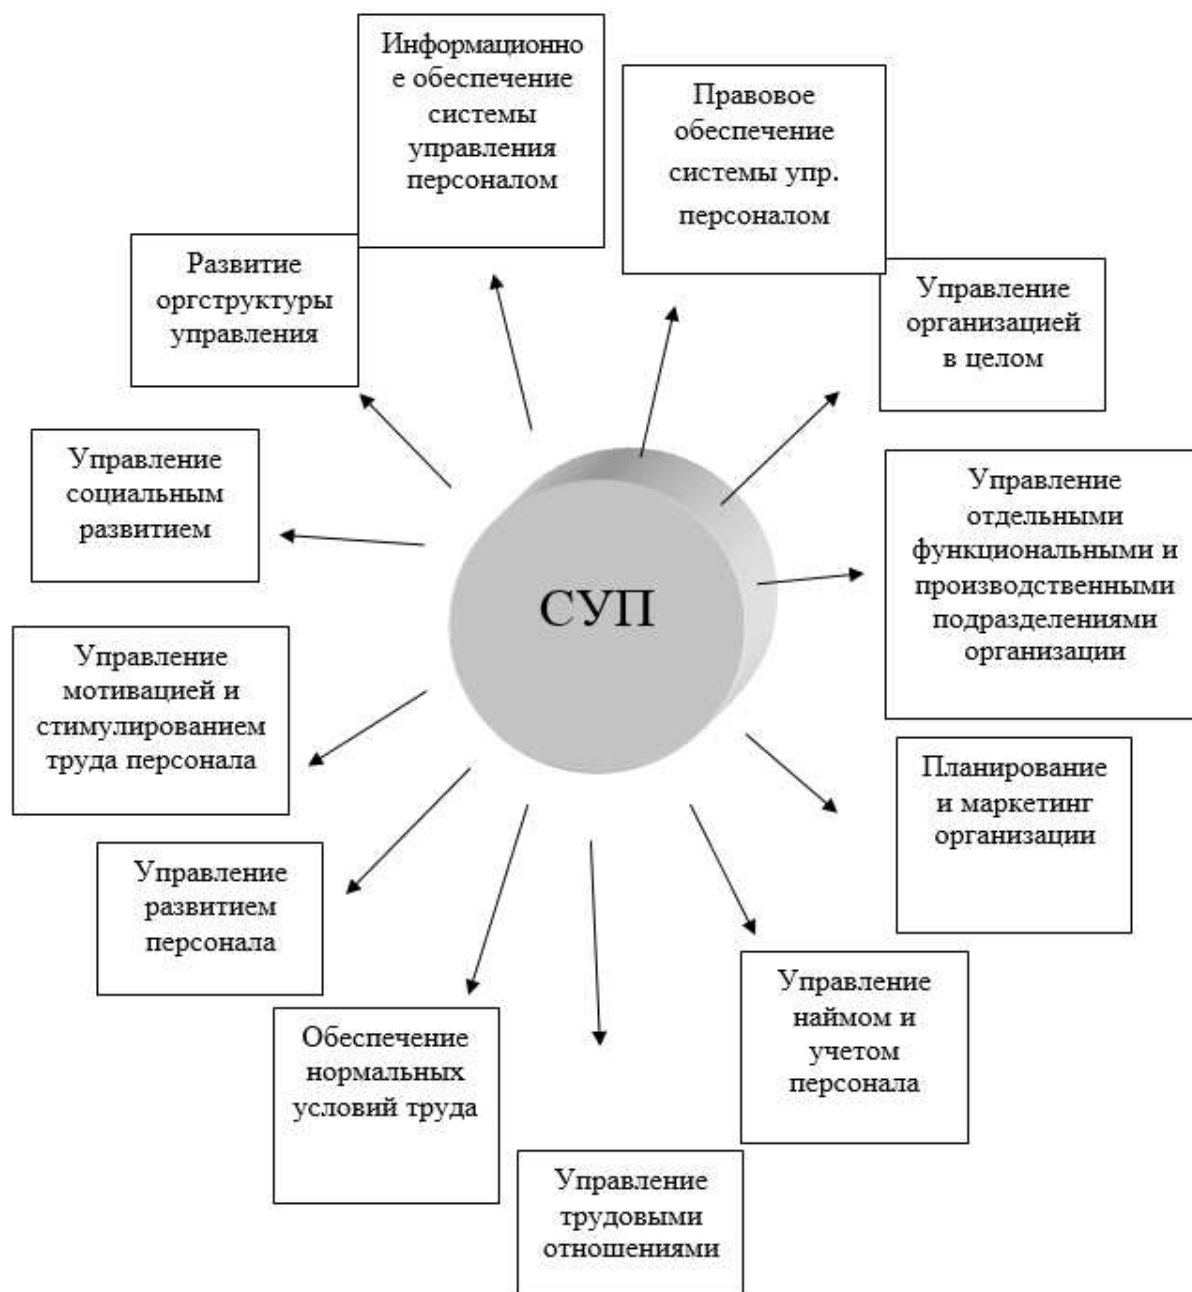 Информационно
е обеспечение
системы
управления
персоналом
Правовое
обеспечение
системы упр.
персоналом
Развитие
оргструктуры
управления
Управление
организацией
в целом
Управление
социальным
развитием
Управление
отдельными
функциональными и
производственными
подразделениями
организации
СУП
Управление
мотивацией и
стимулированием
труда персонала
Планирование
и маркетинг
организации
Управление
развитием
персонала
Управление
наймом и
учетом
персонала
Обеспечение
нормальных
условий труда
Управление
трудовыми
отношениями